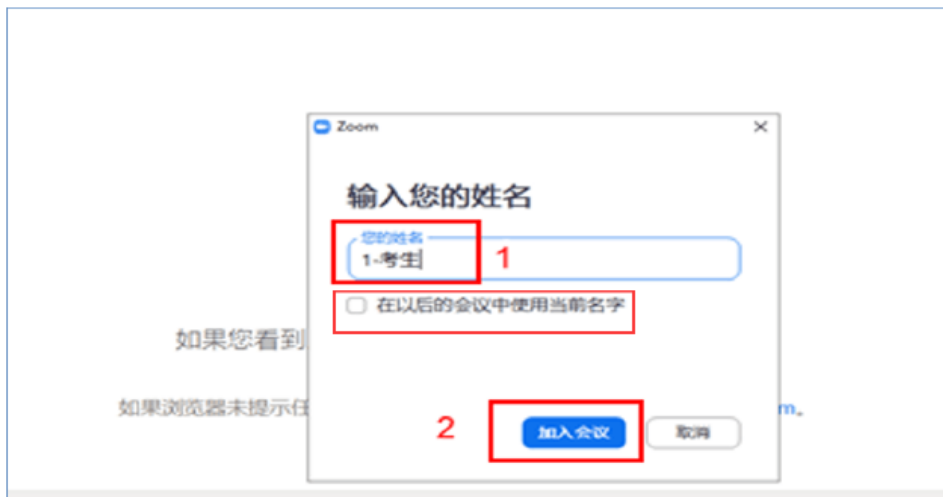 Zoom
输入您的姓名
您的姓名
1-考生
1
在以后的会议中使用当前名字
如果您看到
如果浏览器未提示任
m。
2
加入会议
取消